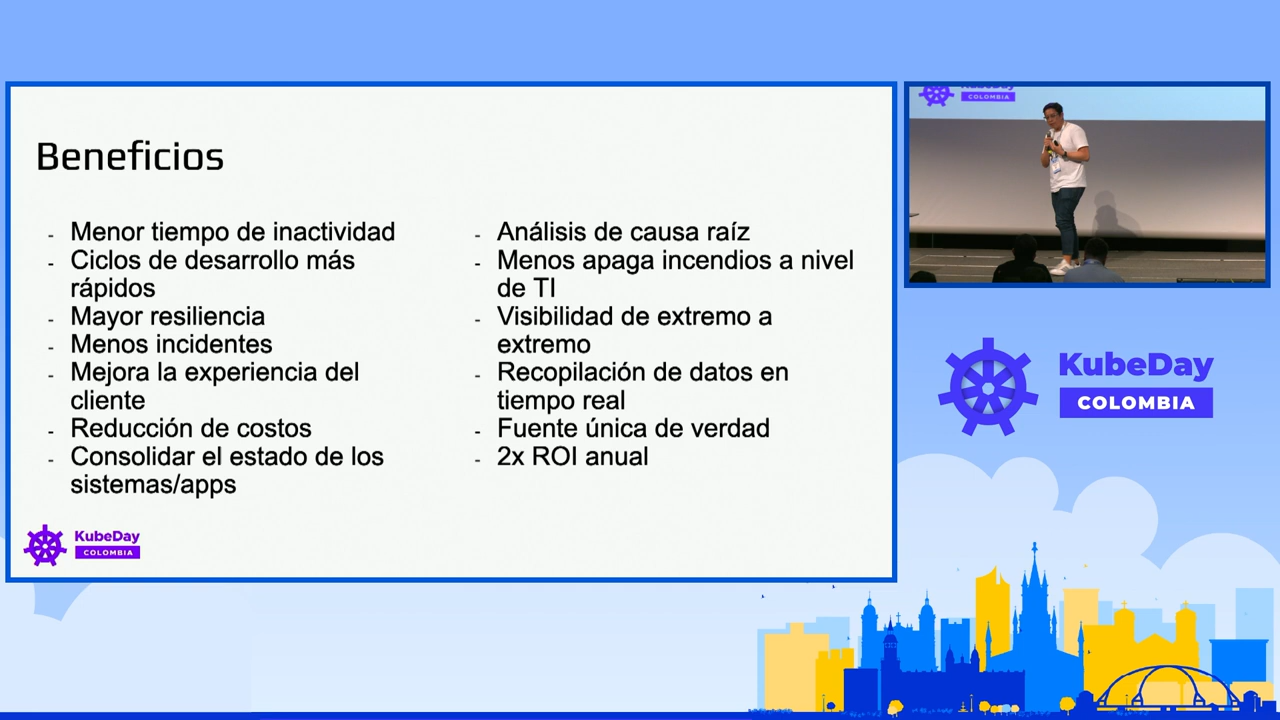 Beneficios
- Menor tiempo de inactividad
- Ciclos de desarrollo más
rápidos
- Mayor resiliencia
- Menos incidentes
- Mejora la experiencia del
cliente
- Reducción de costos
- Consolidar el estado de los
sistemas/apps
- Análisis de causa raíz
- Menos apaga incendios a nivel
de TI
- Visibilidad de extremo a
extremo
- Recopilación de datos en
tiempo real
- Fuente única de verdad
- 2x ROI anual
KubeDay
COLOMBIA
KubeDay
COLOMBIA
KubeDay
COLOMBIA